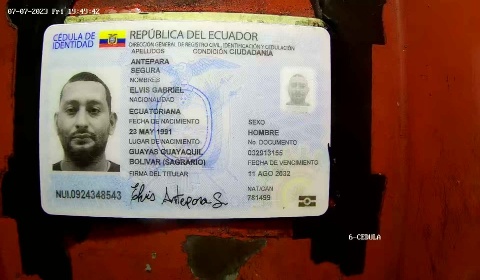 07-07-2023 Fri 19:49:42
CÉDULA DE IDENTIDAD
REPÚBLICA DEL ECUADOR
DIRECCIÓN GENERAL DE REGISTRO CIVIL, IDENTIFICACIÓN Y CEDULACIÓN
APELLIDOS
CONDICIÓN CIUDADANÍA
ANTEPARA
SEGURA
NOMBRES
ELVIS GABRIEL
NACIONALIDAD
ECUATORIANA
FECHA DE NACIMIENTO
23 MAY 1991
LUGAR DE NACIMIENTO
GUAYAS GUAYAQUIL
BOLIVAR (SAGRARIO)
FIRMA DEL TITULAR
SEXO
HOMBRE
No. DOCUMENTO
032913155
FECHA DE VENCIMIENTO
11 AGO 2032
NAT/CAN
781499
NUI.0924348543
Elvis Antepara S.
6-CEDULA